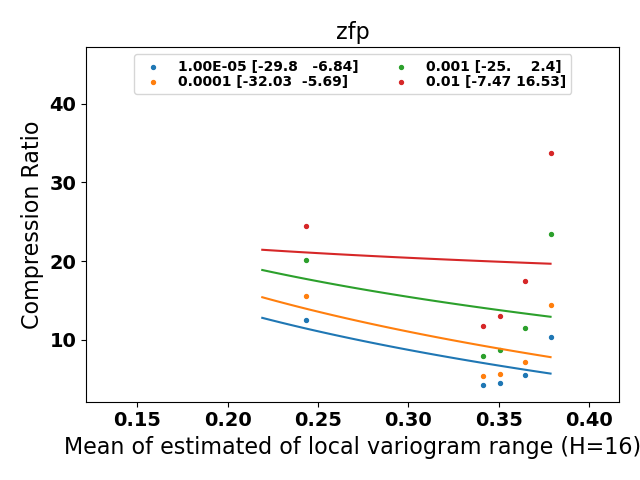 zfp
1.00E-05 [-29.8   -6.84]
0.0001 [-32.03  -5.69]
0.001 [-25.    2.4]
0.01 [-7.47 16.53]
Compression Ratio
40
30
20
10
0.15 0.20 0.25 0.30 0.35 0.40
Mean of estimated of local variogram range (H=16)